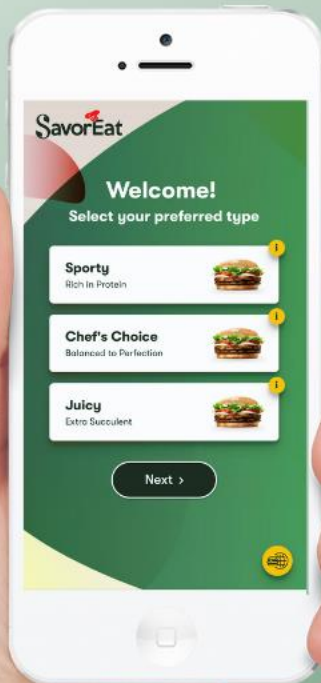 SavorEat
Welcome!
Select your preferred type
i
Sporty
Rich in Protein
i
Chef's Choice
Balanced to Perfection
i
Juicy
Extra Succulent
Next >